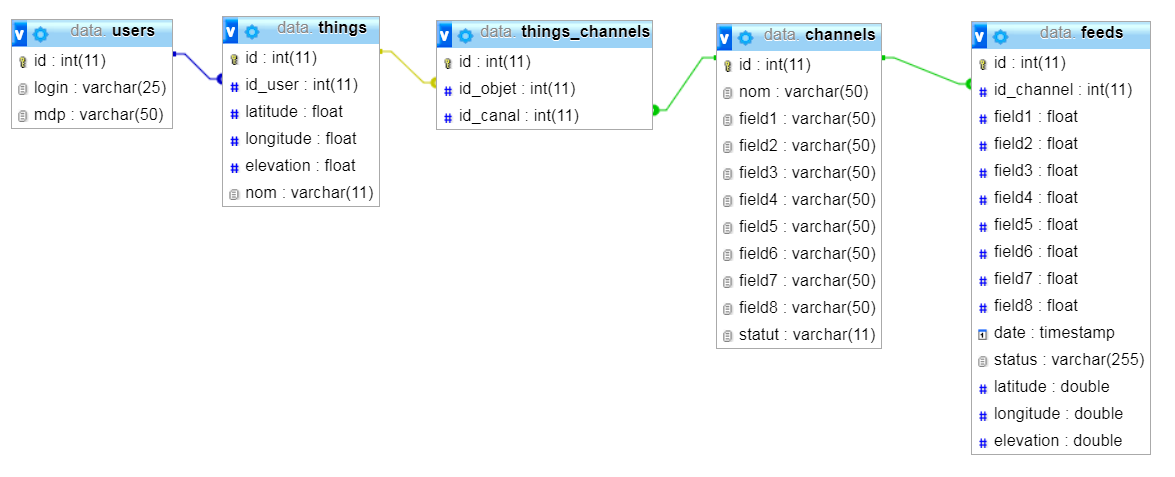 data. users
id : int(11)
login : varchar(25)
mdp : varchar(50)
data. things
id : int(11)
id_user : int(11)
latitude : float
longitude : float
elevation : float
nom : varchar(11)
data. things_channels
id : int(11)
id_objet : int(11)
id_canal : int(11)
data. channels
id : int(11)
nom : varchar(50)
field1 : varchar(50)
field2 : varchar(50)
field3 : varchar(50)
field4 : varchar(50)
field5 : varchar(50)
field6 : varchar(50)
field7 : varchar(50)
field8 : varchar(50)
statut : varchar(11)
data. feeds
id : int(11)
id_channel : int(11)
field1 : float
field2 : float
field3 : float
field4 : float
field5 : float
field6 : float
field7 : float
field8 : float
date : timestamp
status : varchar(255)
latitude : double
longitude : double
elevation : double